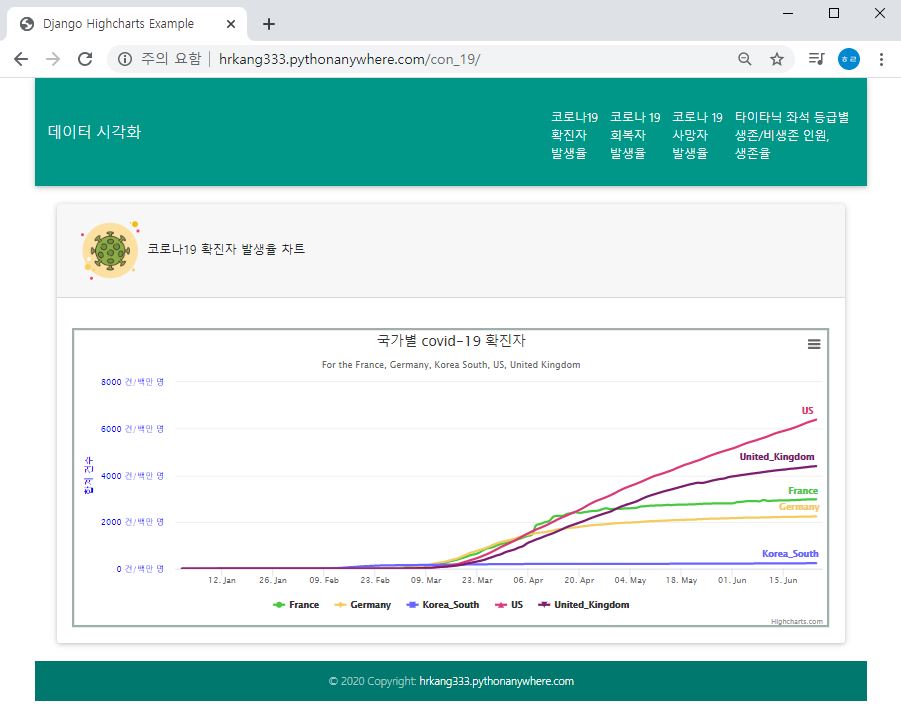 Django Highcharts Example
주의 요함 | hrkang333.pythonanywhere.com/con_19/
데이터 시각화
코로나19
확진자
발생율
코로나 19
회복자
발생율
코로나 19
사망자
발생율
타이타닉 좌석 등급별
생존/비생존 인원,
생존율
코로나19 확진자 발생율 차트
국가별 covid-19 확진자
For the France, Germany, Korea South, US, United Kingdom
합계 건수
8000 건/백만 명
6000 건/백만 명
4000 건/백만 명
2000 건/백만 명
0 건/백만 명
US
United_Kingdom
France
Germany
Korea_South
12. Jan 26. Jan 09. Feb 23. Feb 09. Mar 23. Mar 06. Apr 20. Apr 04. May 18. May 01. Jun 15. Jun
France Germany Korea_South US United_Kingdom
Highcharts.com
© 2020 Copyright: hrkang333.pythonanywhere.com